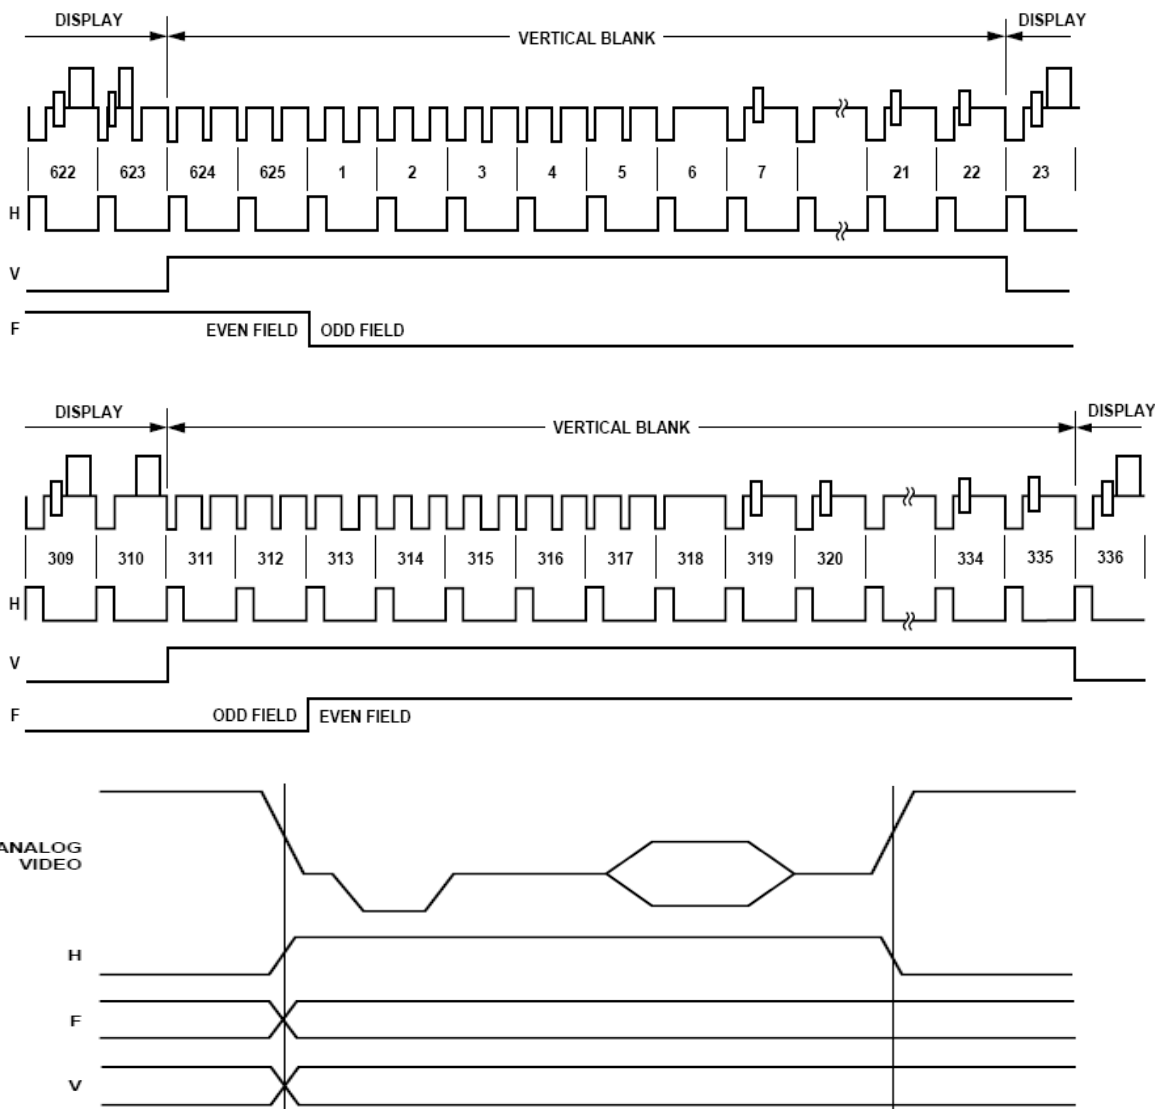 DISPLAY VERTICAL BLANK DISPLAY
622 623 624 625 1 2 3 4 5 6 7 21 22 23
H
V
F EVEN FIELD ODD FIELD
DISPLAY VERTICAL BLANK DISPLAY
309 310 311 312 313 314 315 316 317 318 319 320 334 335 336
H
V
F ODD FIELD EVEN FIELD
ANALOG
VIDEO
H
F
V